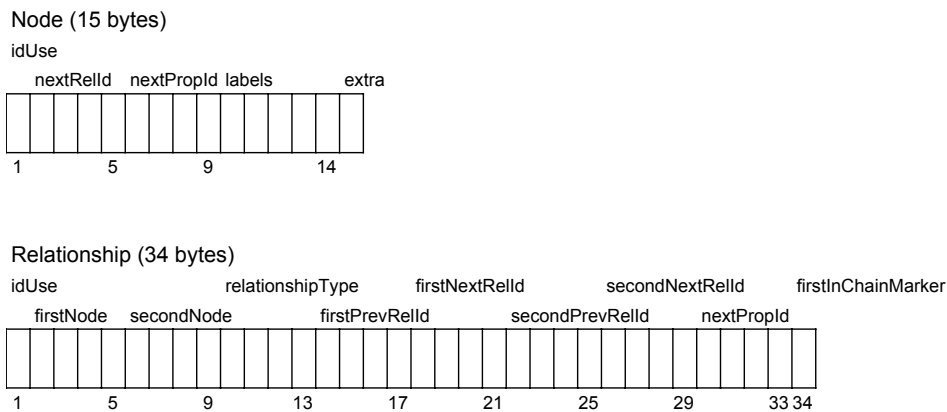 Node (15 bytes)
idUse
nextRelId nextPropId labels extra
1 5 9 14
Relationship (34 bytes)
idUse relationshipType firstNextRelId secondNextRelId firstInChainMarker
firstNode secondNode firstPrevRelId secondPrevRelId nextPropId
1 5 9 13 17 21 25 29 33 34